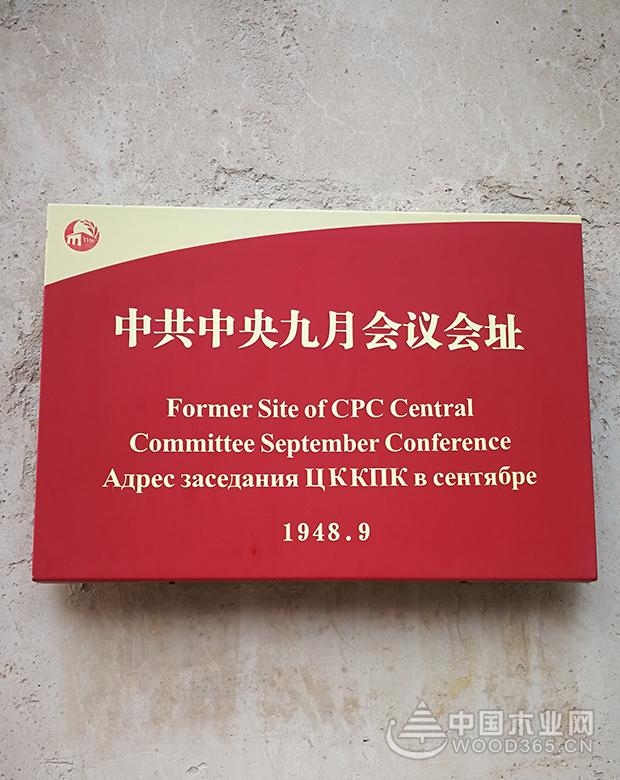 中共中央九月会议会址
Former Site of CPC Central
Committee September Conference
Адрес заседания ЦККПК в сентябре
1948.9
中国木业网
WOOD365.CN